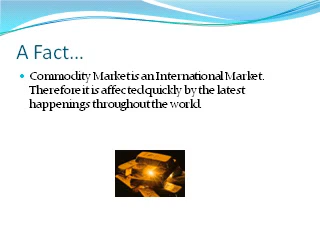 A Fact...
Commodity Market is an International Market.
Therefore it is affected quickly by the latest
happenings throughout the world.